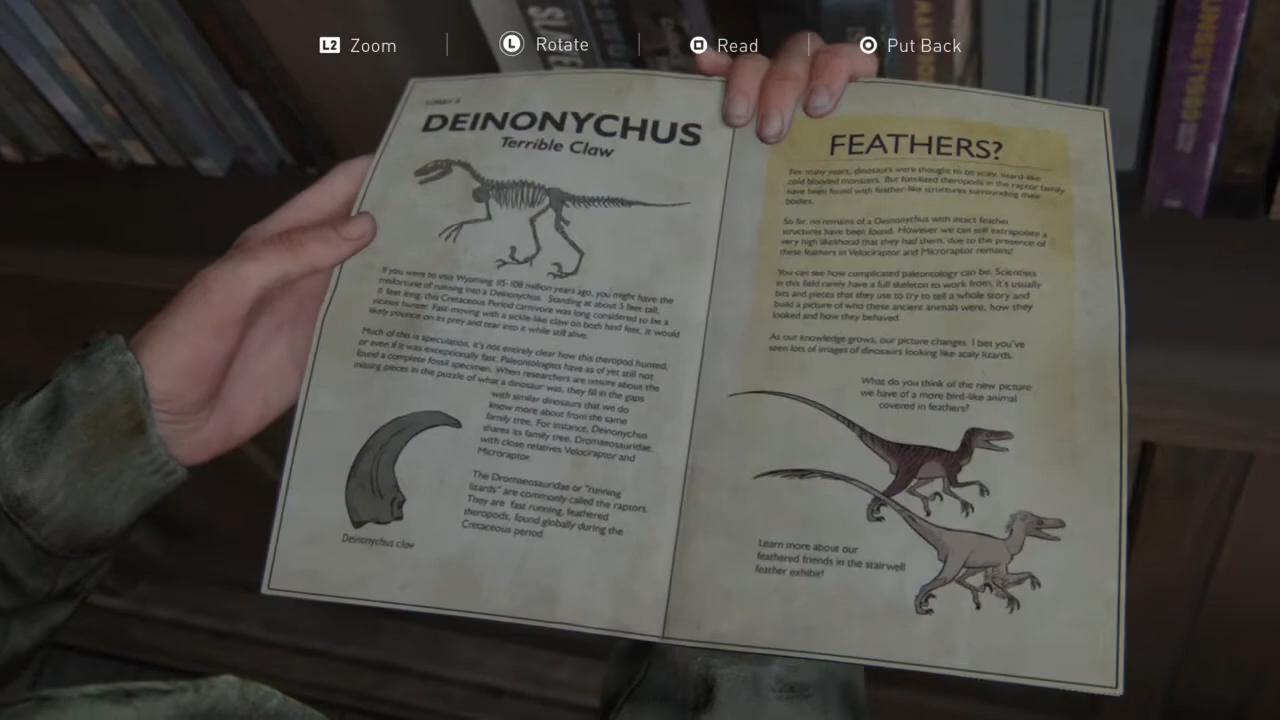 L2 Zoom
L Rotate
Read
Put Back
DEINONYCHUS
Terrible Claw
If you were to visit Wyoming 115-108 million years ago, you might have the
misfortune of running into a Deinonychus. Standing at about 5 feet tall,
11 feet long, this Cretaceous Period carnivore was long considered to be a
vicious hunter. Fast-moving with a sickle-like claw on both hind feet, it would
likely pounce on its prey and tear into it while still alive.
Much of this is speculation, it's not entirely clear how this theropod hunted,
or even if it was exceptionally fast. Paleontologists have as of yet still not
found a complete fossil specimen. When researchers are unsure about the
missing pieces in the puzzle of what a dinosaur was, they fill in the gaps
with similar dinosaurs that we do
know more about from the same
family tree. For instance, Deinonychus
shares its family tree, Dromaeosauridae,
with close relatives Velociraptor and
Microraptor.
The Dromaeosauridae or "running
lizards" are commonly called the raptors.
They are fast running, feathered
theropods, found globally during the
Cretaceous period.
Deinonychus claw
FEATHERS?
For many years, dinosaurs were thought to be scaly, lizard-like
cold blooded monsters. But fossilized theropods in the raptor family
have been found with feather-like structures surrounding their
bodies.
So far, no remains of a Deinonychus with intact feather
structures have been found. However we can still extrapolate a
very high likelihood that they had them, due to the presence of
these feathers in Velociraptor and Microraptor remains!
You can see how complicated paleontology can be. Scientists
in this field rarely have a full skeleton to work from, it's usually
bits and pieces that they use to try to tell a whole story and
build a picture of who these ancient animals were, how they
looked and how they behaved.
As our knowledge grows, our picture changes. I bet you've
seen lots of images of dinosaurs looking like scaly lizards.
What do you think of the new picture
we have of a more bird-like animal
covered in feathers?
Learn more about our
feathered friends in the stairwell
feather exhibit!